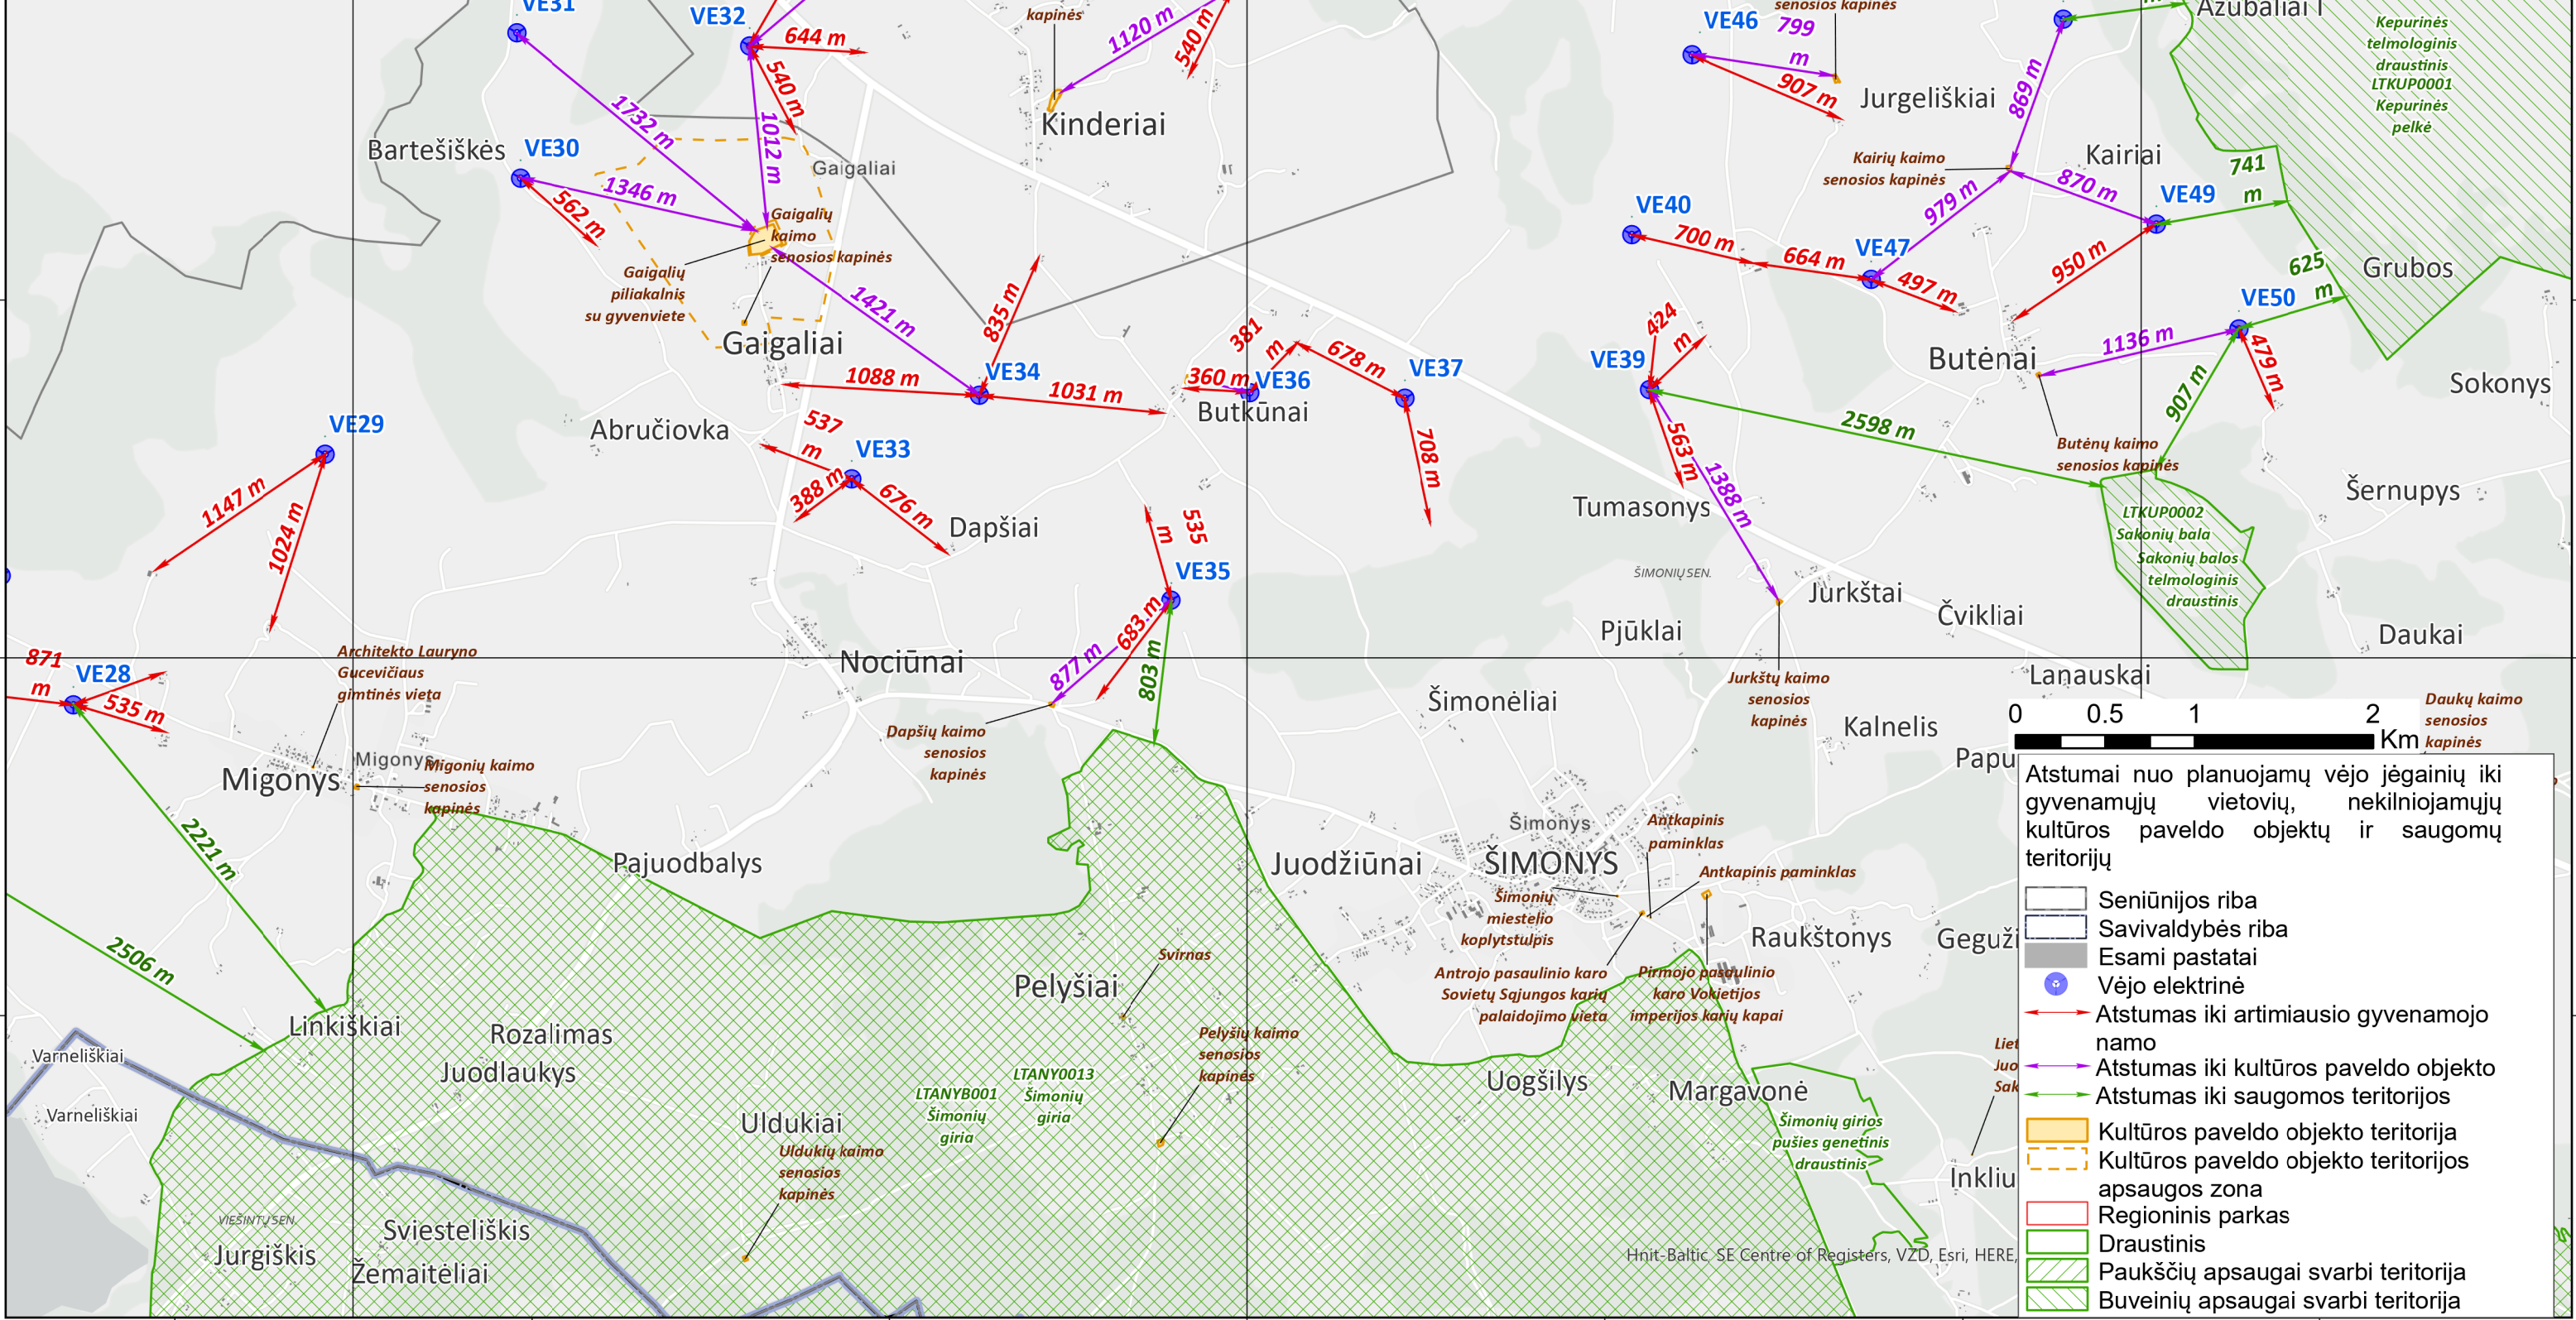 VE31
VE32
644 m
540 m
kapinės
1120 m
540 m
Kinderiai
VE46
799
m
senosios kapinės
907 m
Jurgeliškiai
869 m
Ažubaliai I
Kepurinės
telmologinis
draustinis
LTKUP0001
Kepurinės
pelkė
Bartešiškės
VE30
1732 m
1012 m
1346 m
562 m
Gaigaliai
Gaigalių
kaimo
senosios kapinės
Gaigalių
piliakalnis
su gyvenviete
Gaigaliai
1421 m
835 m
Kairių kaimo
senosios kapinės
Kairiai
741
m
870 m
VE49
979 m
VE40
700 m
664 m
VE47
497 m
950 m
625
m
Grubos
VE50
1136 m
479 m
907 m
Butėnai
Sokonys
Butėnų kaimo
senosios kapinės
VE39
424
m
563 m
1388 m
2598 m
1088 m
VE34
1031 m
381
m
360 m
VE36
Butkūnai
678 m
VE37
708 m
VE29
1147 m
1024 m
Abručiovka
537
m
VE33
388 m
676 m
Dapšiai
535
m
VE35
683 m
877 m
803 m
Tumasonys
ŠIMONIŲ SEN.
Jurkštai
Čvikliai
Pjūklai
Šernupys
LTKUP0002
Sakonių bala
Sakonių balos
telmologinis
draustinis
Daukai
Lanauskai
871
m
VE28
535 m
Architekto Lauryno
Gucevičiaus
gimtinės vieta
Nociūnai
Dapšių kaimo
senosios
kapinės
Šimonėliai
Jurkštų kaimo
senosios
kapinės
Kalnelis
Papu
Daukų kaimo
senosios
kapinės
Migonys
Migonys
Migonių kaimo
senosios
kapinės
2221 m
2506 m
Pajuodbalys
Juodžiūnai
Šimonys
ŠIMONYS
Antkapinis
paminklas
Antkapinis paminklas
Šimonių
miestelio
koplytstulpis
Raukštonys
Geguži
Antrojo pasaulinio karo
Sovietų Sąjungos karių
palaidojimo vieta
Pirmojo pasaulinio
karo Vokietijos
imperijos karių kapai
Svirnas
Pelyšiai
Pelyšių kaimo
senosios
kapinės
Linkiškiai
Rozalimas
Juodlaukys
Varneliškiai
Varneliškiai
LTANYB001
Šimonių
giria
LTANY0013
Šimonių
giria
Uldukiai
Uldukių kaimo
senosios
kapinės
Uogšilys
Margavonė
Šimonių girios
pušies genetinis
draustinis
Liet
Juo
Sak
Inkliu
VIEŠINTŲ SEN.
Sviesteliškis
Jurgiškis
Žemaitėliai
Hnit-Baltic, SE Centre of Registers, VZD, Esri, HERE,
0 0.5 1 2
Km
Atstumai nuo planuojamų vėjo jėgainių iki
gyvenamųjų vietovių, nekilniojamųjų
kultūros paveldo objektų ir saugomų
teritorijų
Seniūnijos riba
Savivaldybės riba
Esami pastatai
Vėjo elektrinė
Atstumas iki artimiausio gyvenamojo
namo
Atstumas iki kultūros paveldo objekto
Atstumas iki saugomos teritorijos
Kultūros paveldo objekto teritorija
Kultūros paveldo objekto teritorijos
apsaugos zona
Regioninis parkas
Draustinis
Paukščių apsaugai svarbi teritorija
Buveinių apsaugai svarbi teritorija